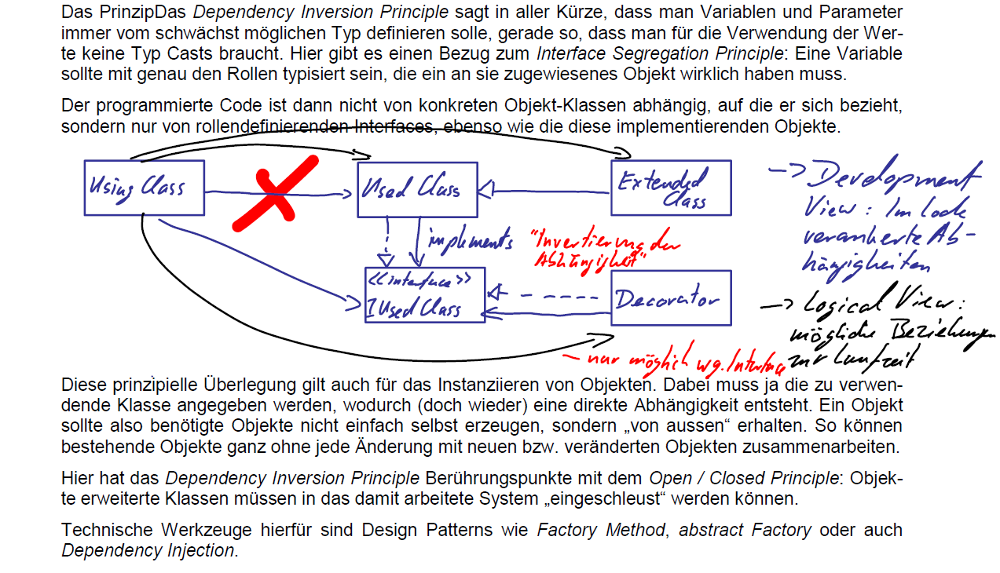 Das PrinzipDas Dependency Inversion Principle sagt in aller Kürze, dass man Variablen und Parameter
immer vom schwächst möglichen Typ definieren solle, gerade so, dass man für die Verwendung der Wer-
te keine Typ Casts braucht. Hier gibt es einen Bezug zum Interface Segregation Principle: Eine Variable
sollte mit genau den Rollen typisiert sein, die ein an sie zugewiesenes Objekt wirklich haben muss.
Der programmierte Code ist dann nicht von konkreten Objekt-Klassen abhängig, auf die er sich bezieht,
sondern nur von rollendefinierenden Interfaces, ebenso wie die diese implementierenden Objekte.
Using Class
Used Class
Extended
Class
implements
"Invertierung der
Abhängigkeit"
<<interface>>
IUsedClass
Decorator
- nur möglich wg. Interface
-> Development
View: Im Code
verankerte Ab-
hängigkeiten
-> Logical View:
mögliche Beziehungen
zur Laufzeit
Diese prinzipielle Überlegung gilt auch für das Instanziieren von Objekten. Dabei muss ja die zu verwen-
dende Klasse angegeben werden, wodurch (doch wieder) eine direkte Abhängigkeit entsteht. Ein Objekt
sollte also benötigte Objekte nicht einfach selbst erzeugen, sondern „von aussen“ erhalten. So können
bestehende Objekte ganz ohne jede Änderung mit neuen bzw. veränderten Objekten zusammenarbeiten.
Hier hat das Dependency Inversion Principle Berührungspunkte mit dem Open / Closed Principle: Objek-
te erweiterte Klassen müssen in das damit arbeitete System „eingeschleust“ werden können.
Technische Werkzeuge hierfür sind Design Patterns wie Factory Method, abstract Factory oder auch
Dependency Injection.